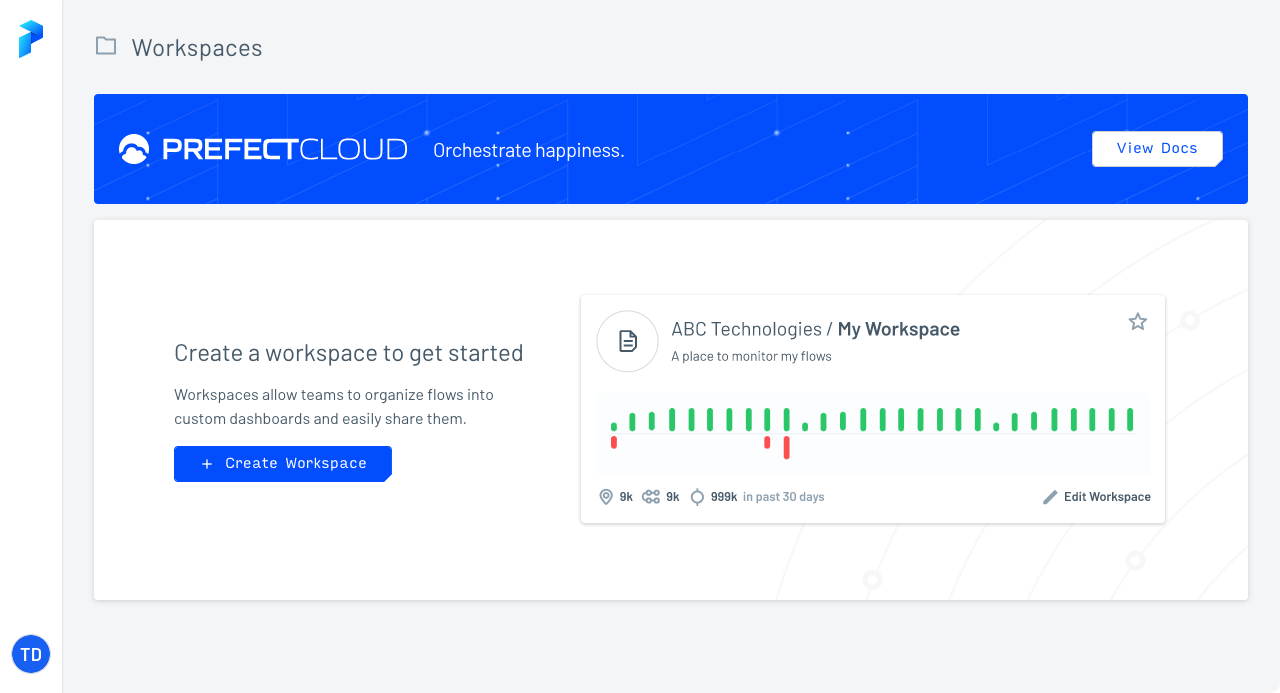 Workspaces
PREFECTCLOUD
Orchestrate happiness.
View Docs
Create a workspace to get started
Workspaces allow teams to organize flows into
custom dashboards and easily share them.
+ Create Workspace
ABC Technologies / My Workspace
A place to monitor my flows
9k 9k 999k in past 30 days
Edit Workspace
TD